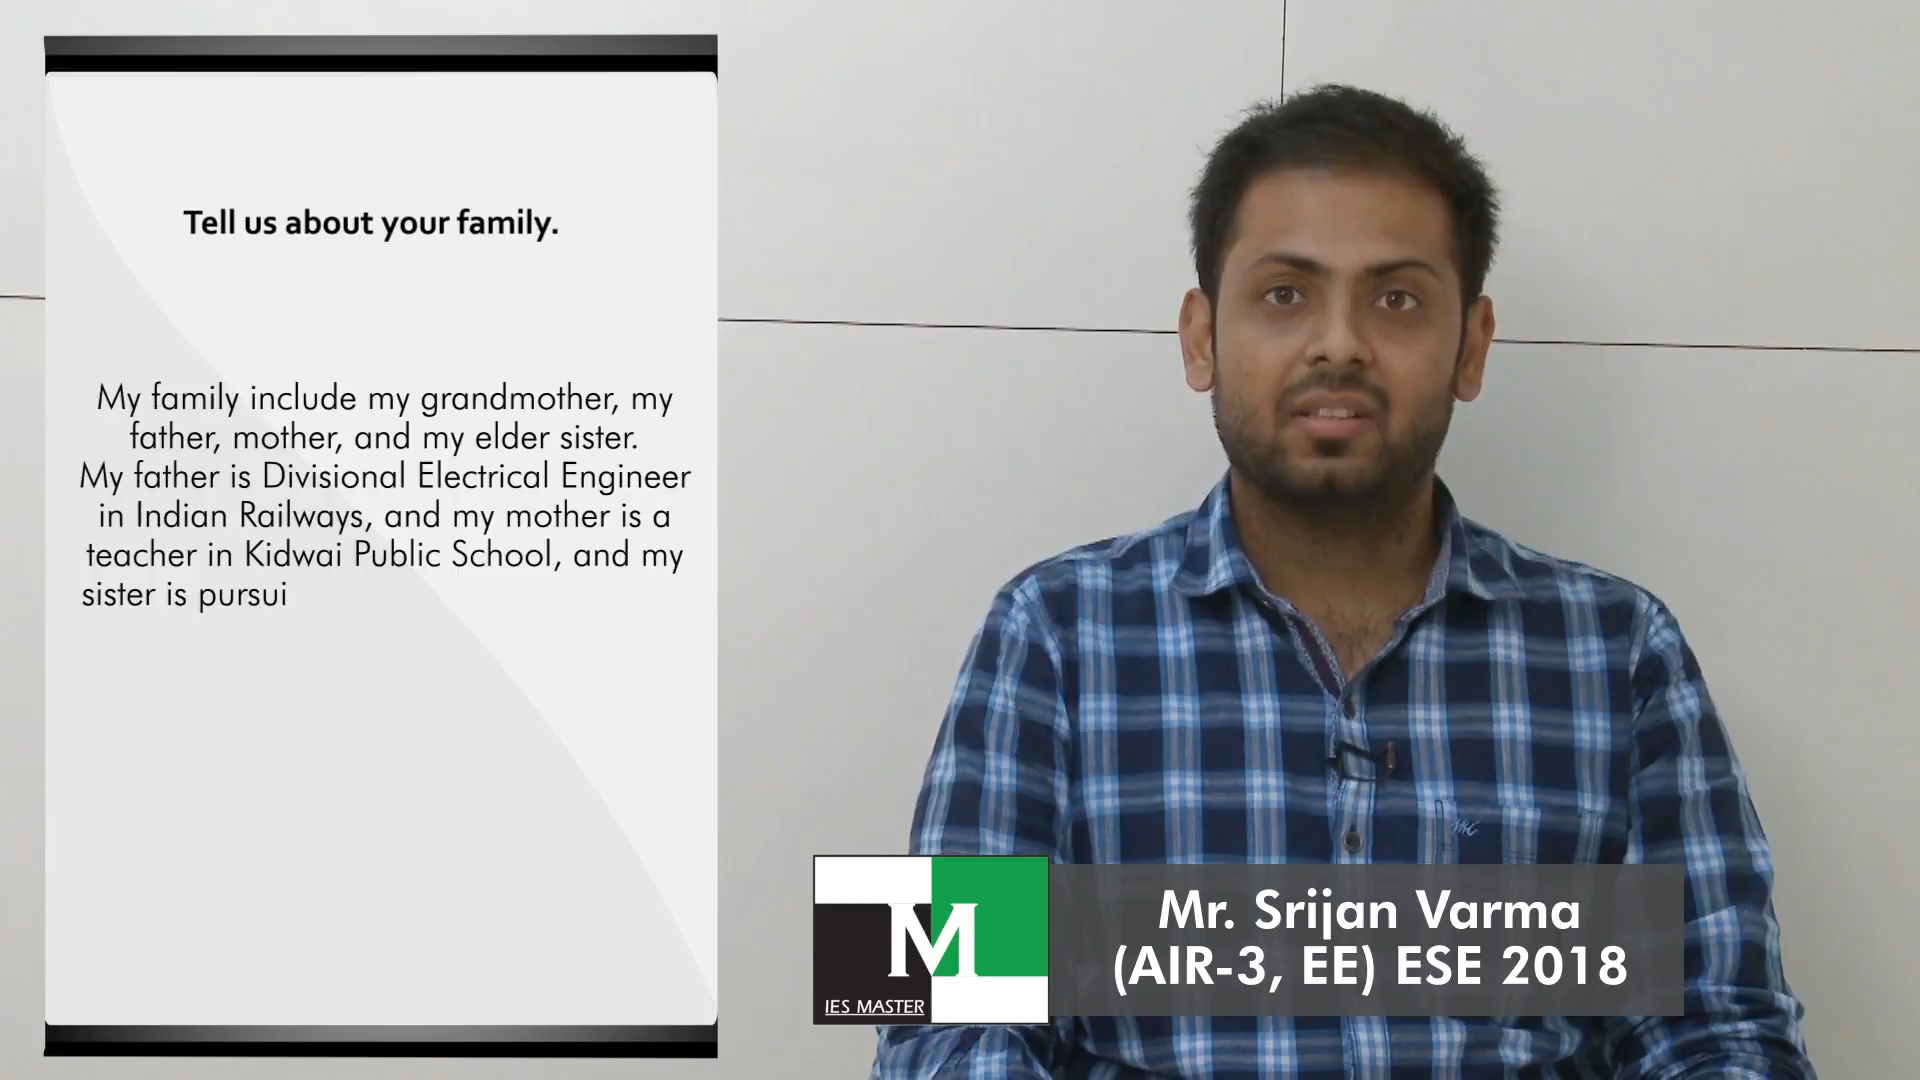 Tell us about your family.
My family include my grandmother, my
father, mother, and my elder sister.
My father is Divisional Electrical Engineer
in Indian Railways, and my mother is a
teacher in Kidwai Public School, and my
sister is pursui
M
IES MASTER
Mr. Srijan Varma
(AIR-3, EE) ESE 2018